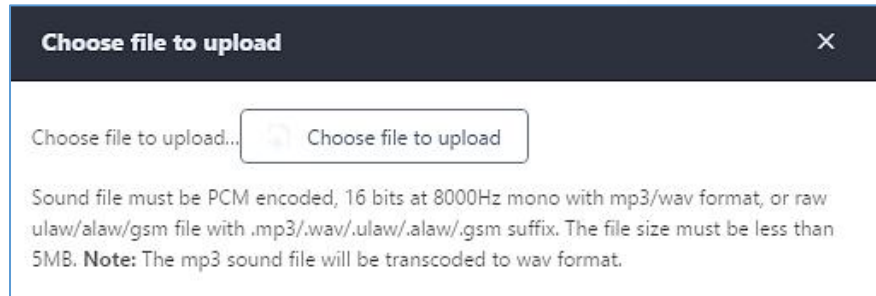 Choose file to upload
Choose file to upload... Choose file to upload
Sound file must be PCM encoded, 16 bits at 8000Hz mono with mp3/wav format, or raw
ulaw/alaw/gsm file with .mp3/.wav/.ulaw/.alaw/.gsm suffix. The file size must be less than
5MB. Note: The mp3 sound file will be transcoded to wav format.